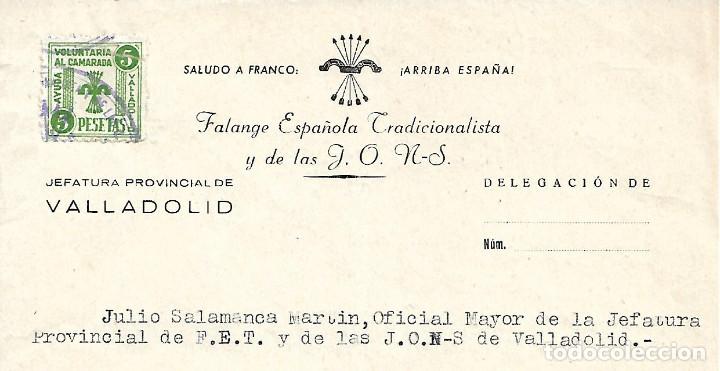 VOLUNTARIA
AL CAMARADA
AYUDA
VALLADO
5
5
PESETAS
SALUDO A FRANCO: ¡ARRIBA ESPAÑA!
Falange Española Tradicionalista
y de las J. O. N-S.
JEFATURA PROVINCIAL DE
VALLADOLID
DELEGACIÓN DE
Núm.
Julio Salamanca Martin, Oficial Mayor de la Jefatura
Provincial de F.E.T. y de las J.O.N-S de Valladolid.-
todocoleccion